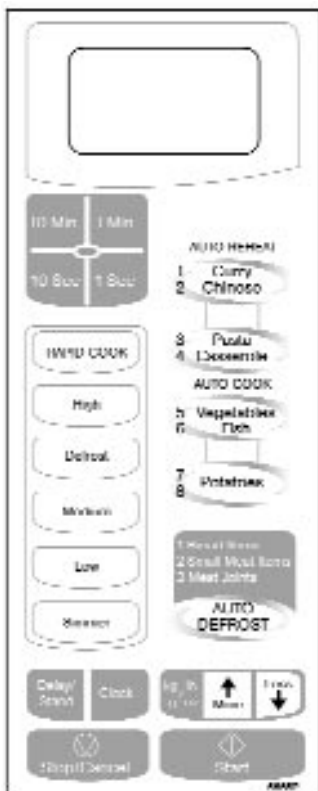 10 Min 1 Min
10 Sec 1 Sec
AUTO REHEAT
1 Curry
2 Chinese
3 Pasta
4 Casserole
AUTO COOK
5 Vegetables
6 Fish
7 Potatoes
8
RAPID COOK
High
Defrost
Medium
Low
Simmer
1 Bread Items
2 Small Meat Items
3 Meat Joints
AUTO
DEFROST
Delay/
Stand
Clock
More
Less
Stop/Cancel
Start